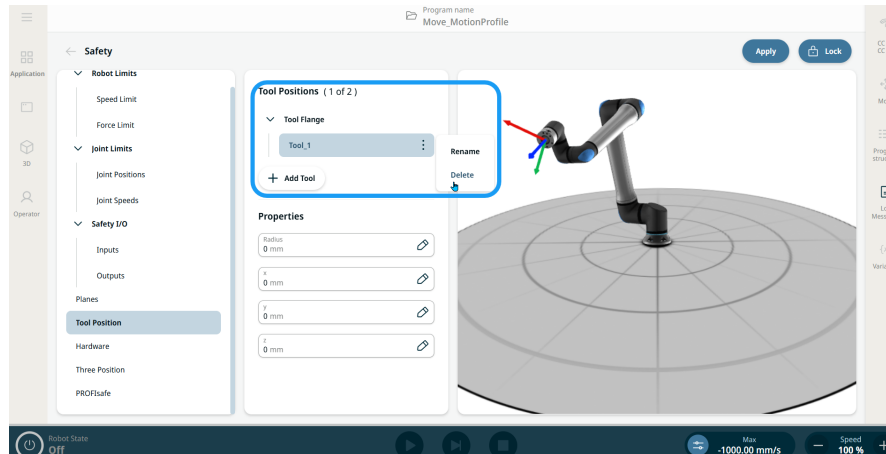 Program name
Move_MotionProfile
Safety
Apply
Lock
Application
3D
Operator
Robot Limits
Speed Limit
Force Limit
Joint Limits
Joint Positions
Joint Speeds
Safety I/O
Inputs
Outputs
Planes
Tool Position
Hardware
Three Position
PROFIsafe
Tool Positions ( 1 of 2 )
Tool Flange
Tool_1
Rename
Delete
+ Add Tool
Properties
Radius
0 mm
x
0 mm
y
0 mm
z
0 mm
Robot State
Off
Max
-1000.00 mm/s
Speed
100 %